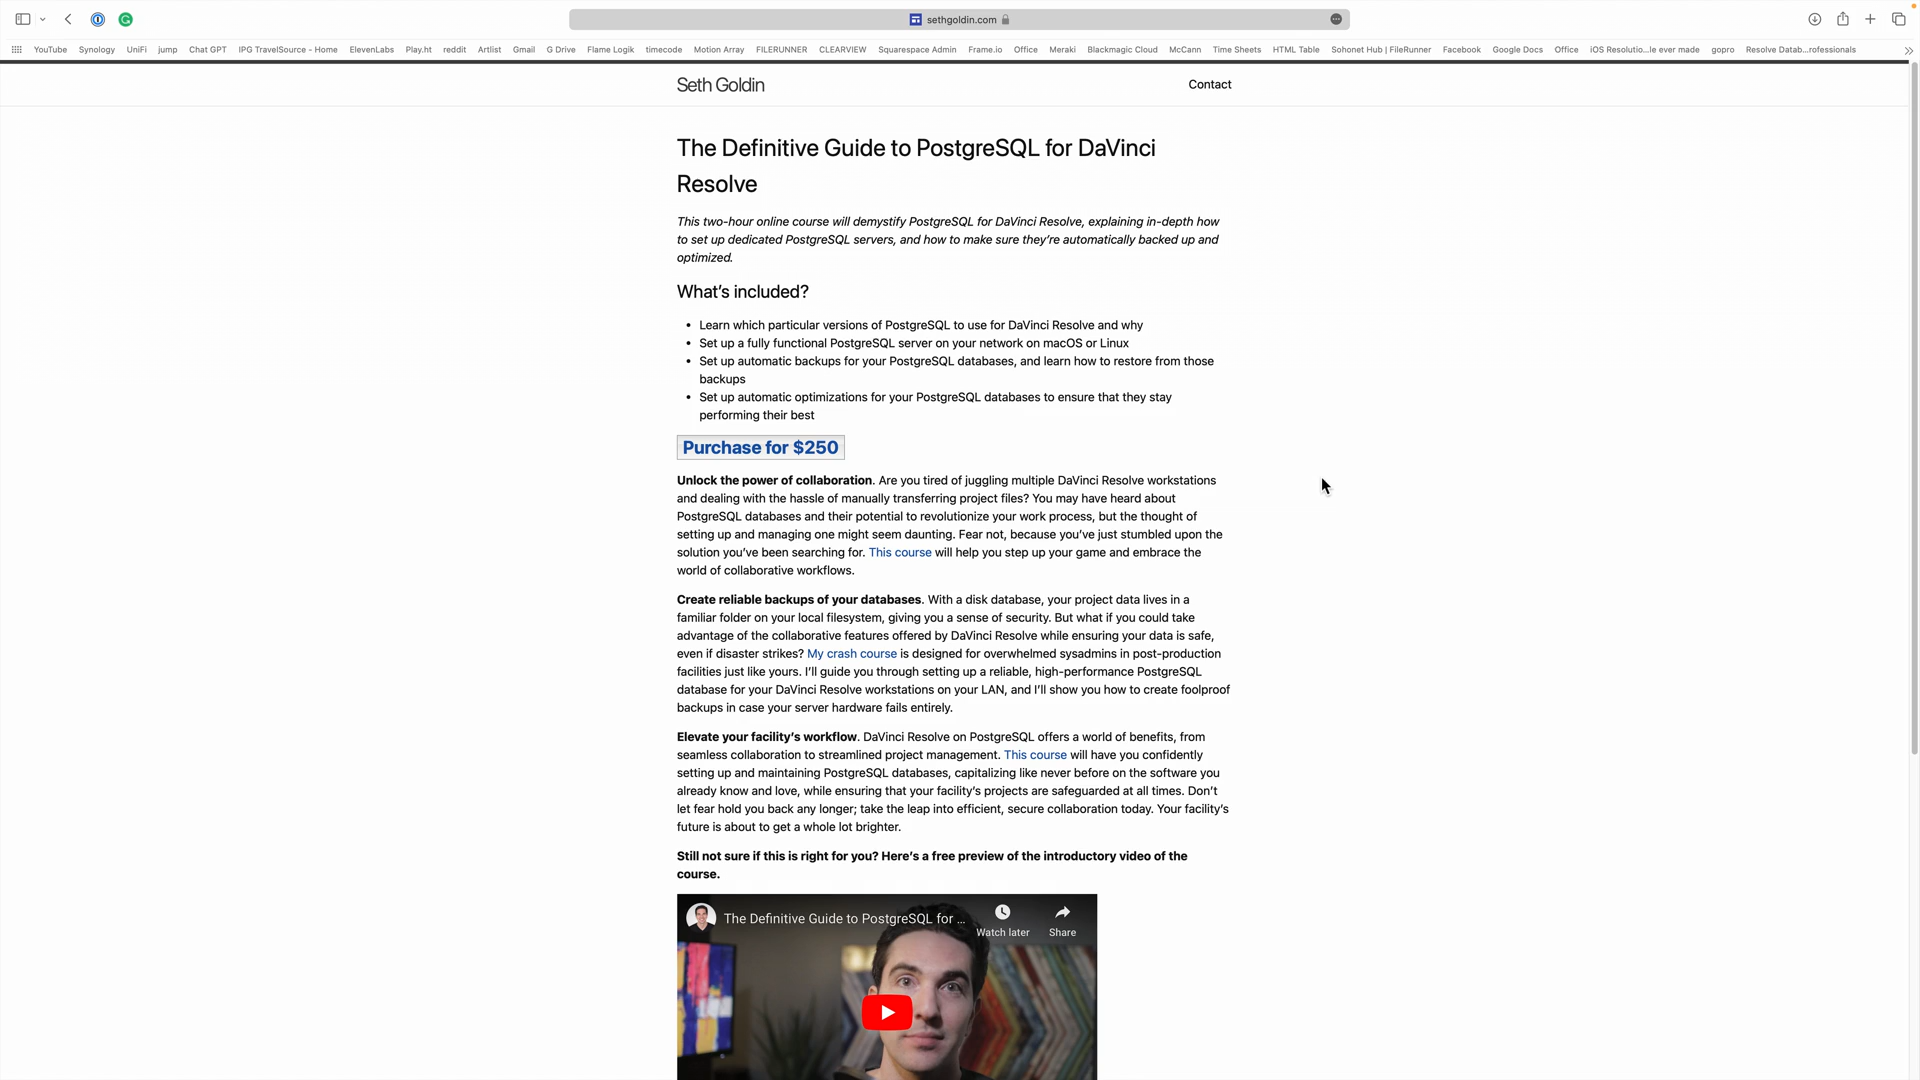 sethgoldin.com
YouTube Synology UniFi jump Chat GPT IPG TravelSource - Home ElevenLabs Play.ht reddit Artlist Gmail G Drive Flame Logik timecode Motion Array FILERUNNER CLEARVIEW Squarespace Admin Frame.io Office Meraki Blackmagic Cloud McCann Time Sheets HTML Table Sohonet Hub | FileRunner Facebook Google Docs Office iOS Resolutio...le ever made gopro Resolve Datab...rofessionals
Seth Goldin
Contact
The Definitive Guide to PostgreSQL for DaVinci
Resolve
This two-hour online course will demystify PostgreSQL for DaVinci Resolve, explaining in-depth how
to set up dedicated PostgreSQL servers, and how to make sure they’re automatically backed up and
optimized.
What’s included?
• Learn which particular versions of PostgreSQL to use for DaVinci Resolve and why
• Set up a fully functional PostgreSQL server on your network on macOS or Linux
• Set up automatic backups for your PostgreSQL databases, and learn how to restore from those
backups
• Set up automatic optimizations for your PostgreSQL databases to ensure that they stay
performing their best
Purchase for $250
Unlock the power of collaboration. Are you tired of juggling multiple DaVinci Resolve workstations
and dealing with the hassle of manually transferring project files? You may have heard about
PostgreSQL databases and their potential to revolutionize your work process, but the thought of
setting up and managing one might seem daunting. Fear not, because you’ve just stumbled upon the
solution you’ve been searching for. This course will help you step up your game and embrace the
world of collaborative workflows.
Create reliable backups of your databases. With a disk database, your project data lives in a
familiar folder on your local filesystem, giving you a sense of security. But what if you could take
advantage of the collaborative features offered by DaVinci Resolve while ensuring your data is safe,
even if disaster strikes? My crash course is designed for overwhelmed sysadmins in post-production
facilities just like yours. I’ll guide you through setting up a reliable, high-performance PostgreSQL
database for your DaVinci Resolve workstations on your LAN, and I’ll show you how to create foolproof
backups in case your server hardware fails entirely.
Elevate your facility’s workflow. DaVinci Resolve on PostgreSQL offers a world of benefits, from
seamless collaboration to streamlined project management. This course will have you confidently
setting up and maintaining PostgreSQL databases, capitalizing like never before on the software you
already know and love, while ensuring that your facility’s projects are safeguarded at all times. Don’t
let fear hold you back any longer; take the leap into efficient, secure collaboration today. Your facility’s
future is about to get a whole lot brighter.
Still not sure if this is right for you? Here’s a free preview of the introductory video of the
course.
The Definitive Guide to PostgreSQL for ...
Watch later
Share